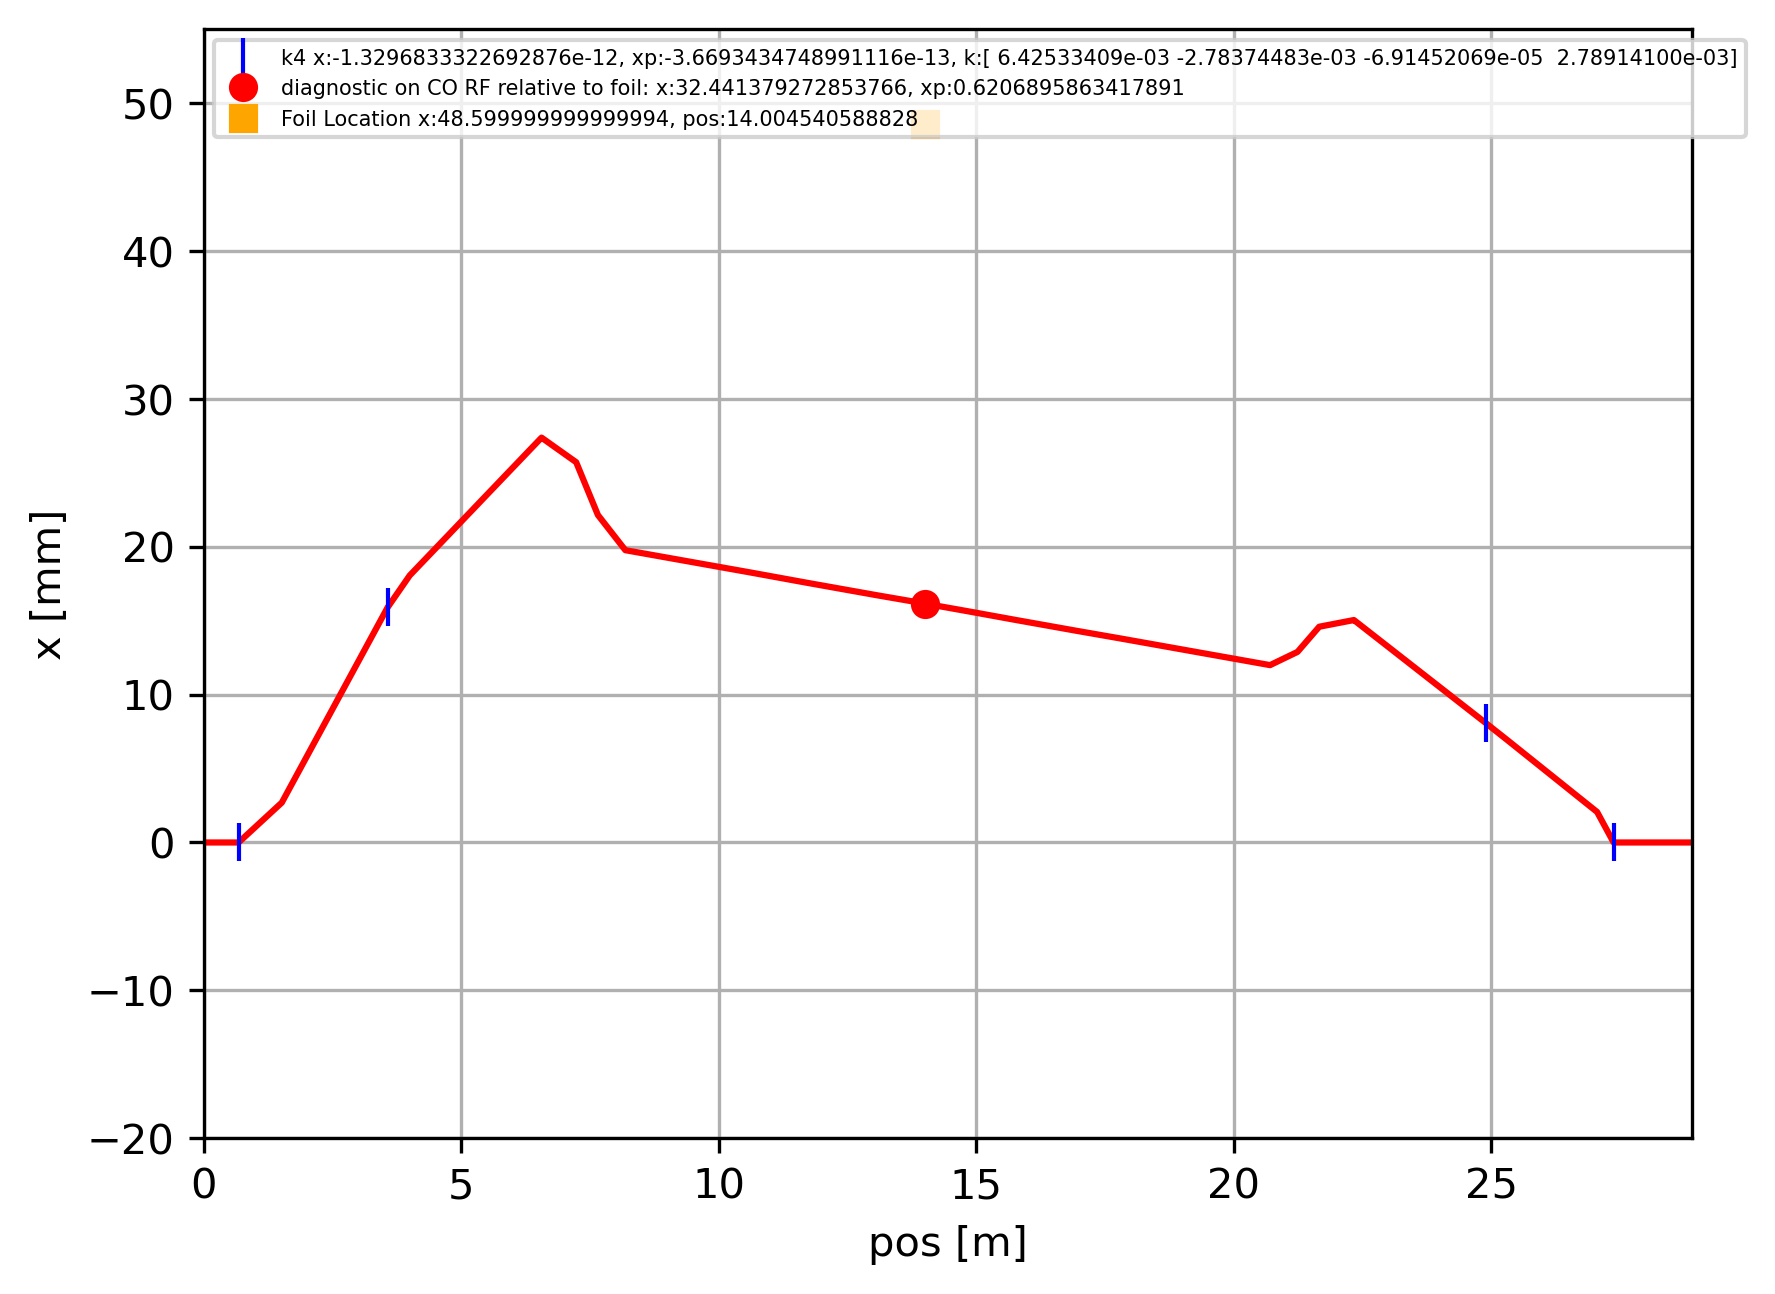 k4 x:-1.3296833322692876e-12, xp:-3.6693434748991116e-13, k:[ 6.42533409e-03 -2.78374483e-03 -6.91452069e-05  2.78914100e-03]
diagnostic on CO RF relative to foil: x:32.441379272853766, xp:0.6206895863417891
Foil Location x:48.599999999999994, pos:14.004540588828
50
40
30
20
10
0
−10
−20
x [mm]
0 5 10 15 20 25
pos [m]